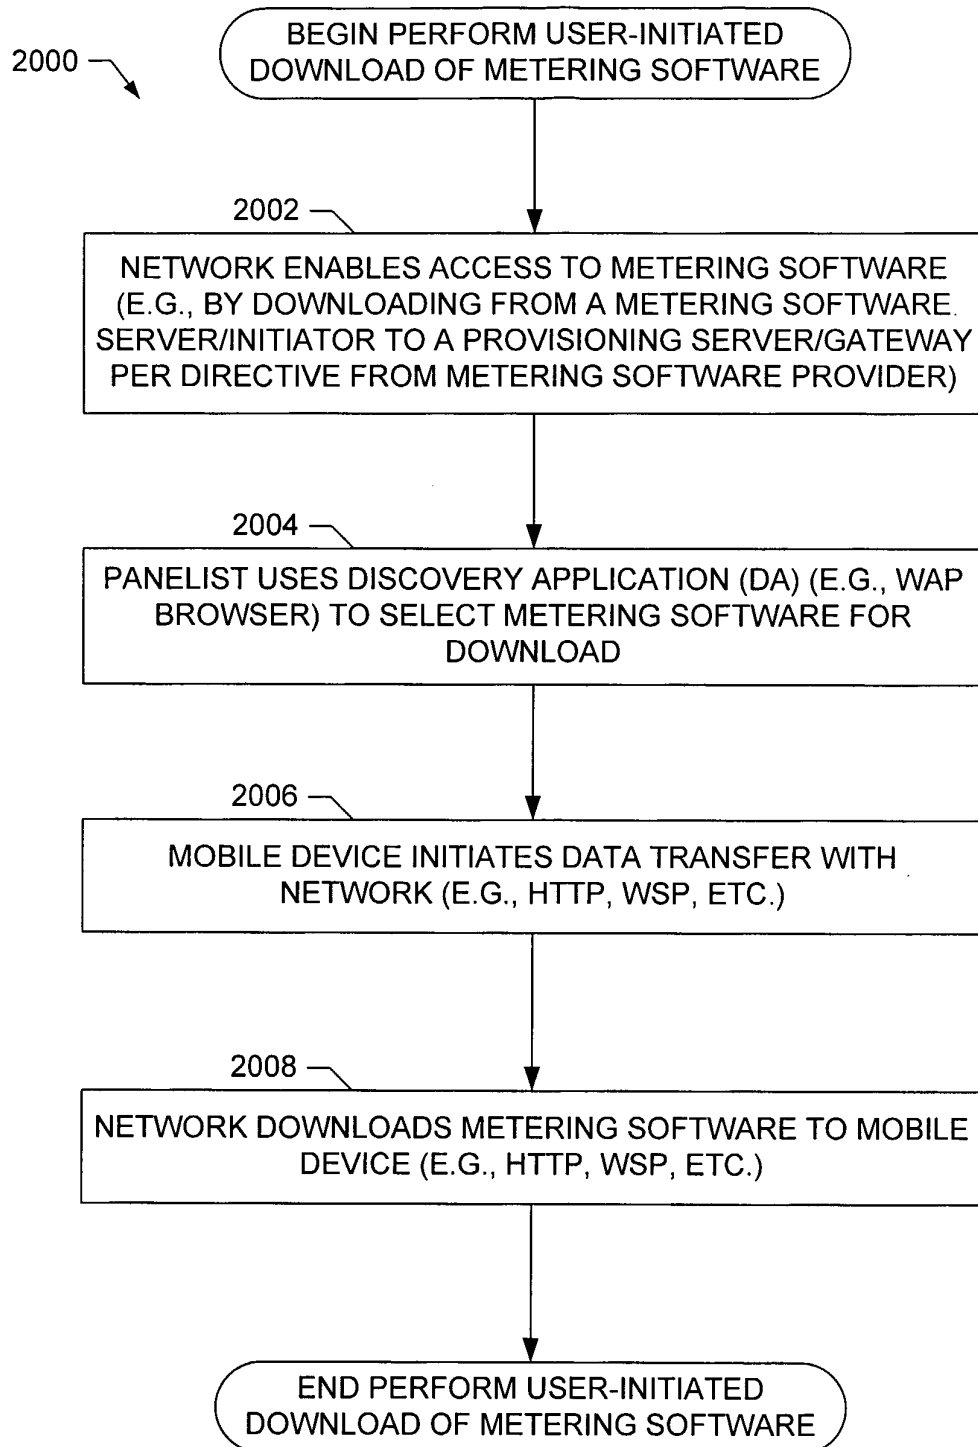 BEGIN PERFORM USER-INITIATED
DOWNLOAD OF METERING SOFTWARE
2000
2002
NETWORK ENABLES ACCESS TO METERING SOFTWARE
(E.G., BY DOWNLOADING FROM A METERING SOFTWARE
SERVER/INITIATOR TO A PROVISIONING SERVER/GATEWAY
PER DIRECTIVE FROM METERING SOFTWARE PROVIDER)
2004
PANELIST USES DISCOVERY APPLICATION (DA) (E.G., WAP
BROWSER) TO SELECT METERING SOFTWARE FOR
DOWNLOAD
2006
MOBILE DEVICE INITIATES DATA TRANSFER WITH
NETWORK (E.G., HTTP, WSP, ETC.)
2008
NETWORK DOWNLOADS METERING SOFTWARE TO MOBILE
DEVICE (E.G., HTTP, WSP, ETC.)
END PERFORM USER-INITIATED
DOWNLOAD OF METERING SOFTWARE